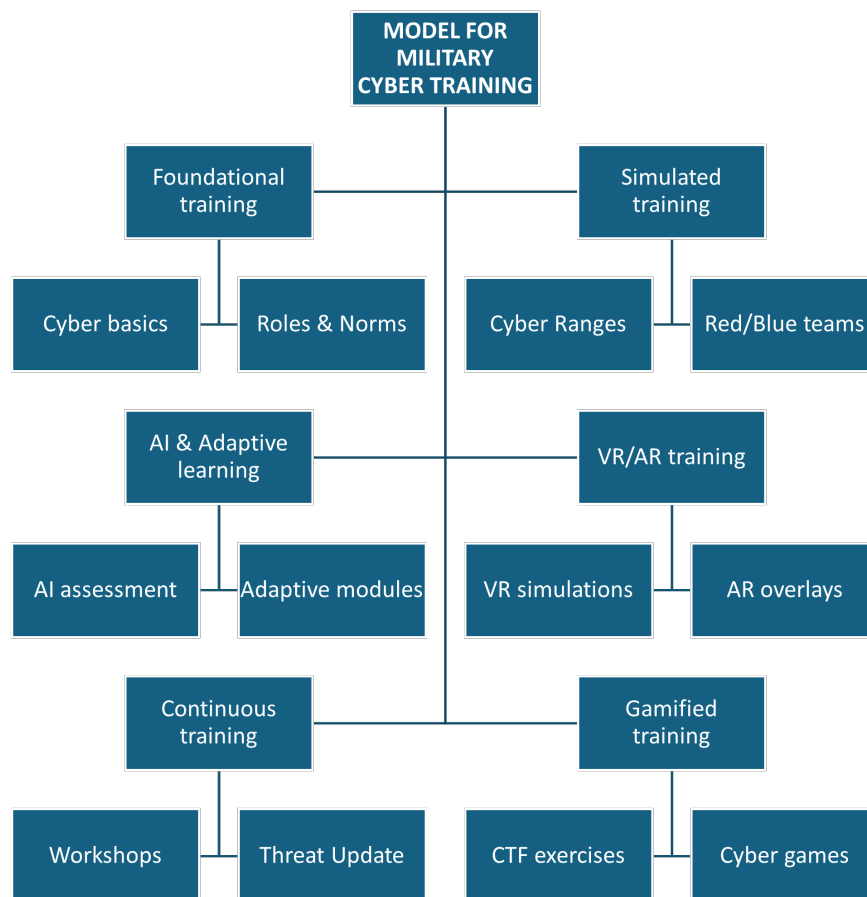 MODEL FOR
MILITARY
CYBER TRAINING
Foundational
training
Simulated
training
Cyber basics
Roles & Norms
Cyber Ranges
Red/Blue teams
AI & Adaptive
learning
VR/AR training
AI assessment
Adaptive modules
VR simulations
AR overlays
Continuous
training
Gamified
training
Workshops
Threat Update
CTF exercises
Cyber games